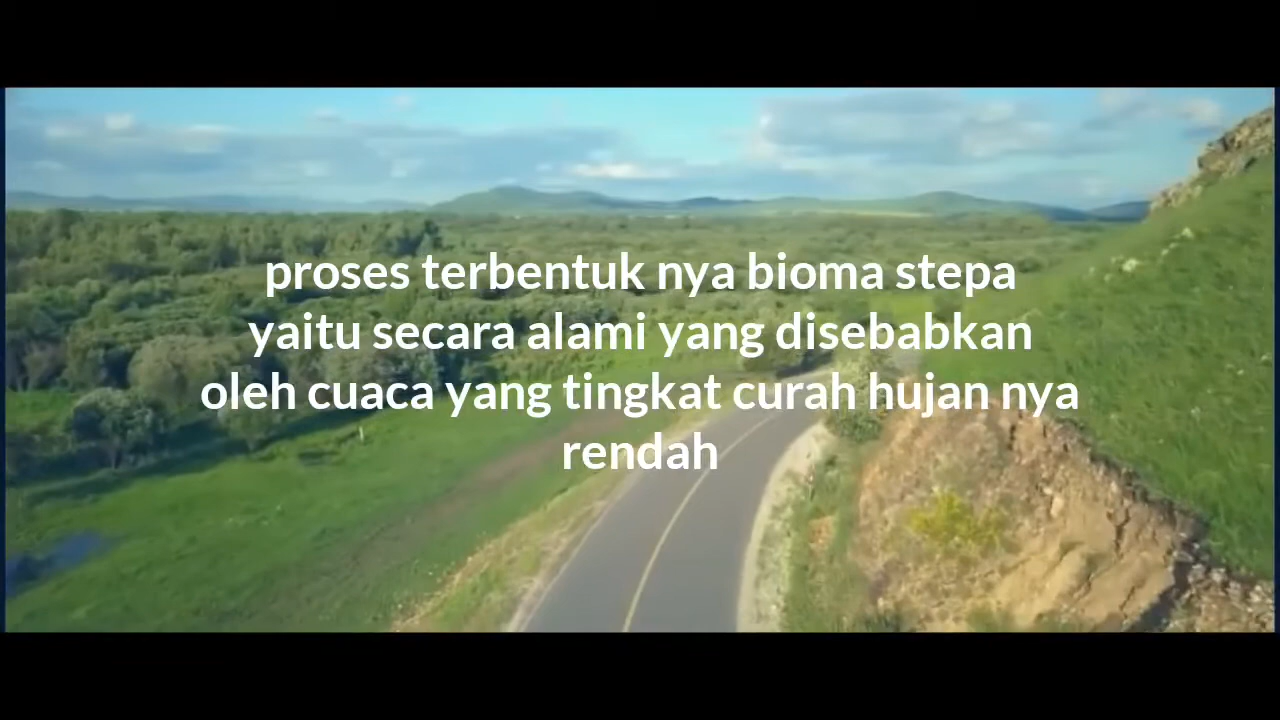 proses terbentuk nya bioma stepa
yaitu secara alami yang disebabkan
oleh cuaca yang tingkat curah hujan nya
rendah